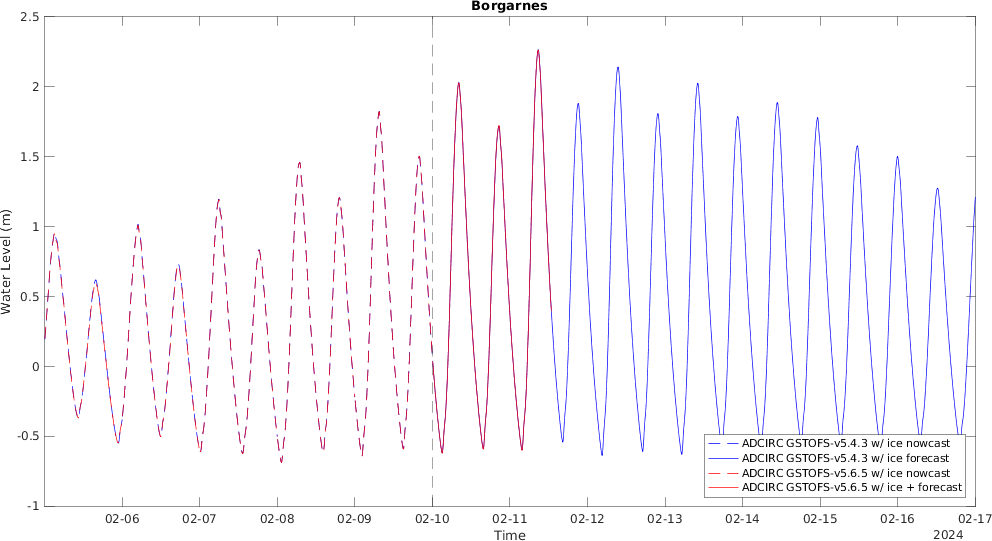 Borgarnes
2.5
2
1.5
1
0.5
0
-0.5
-1
Water Level (m)
ADCIRC GSTOFS-v5.4.3 w/ ice nowcast
ADCIRC GSTOFS-v5.4.3 w/ ice forecast
ADCIRC GSTOFS-v5.6.5 w/ ice nowcast
ADCIRC GSTOFS-v5.6.5 w/ ice + forecast
02-06 02-07 02-08 02-09 02-10 02-11 02-12 02-13 02-14 02-15 02-16 02-17
Time
2024